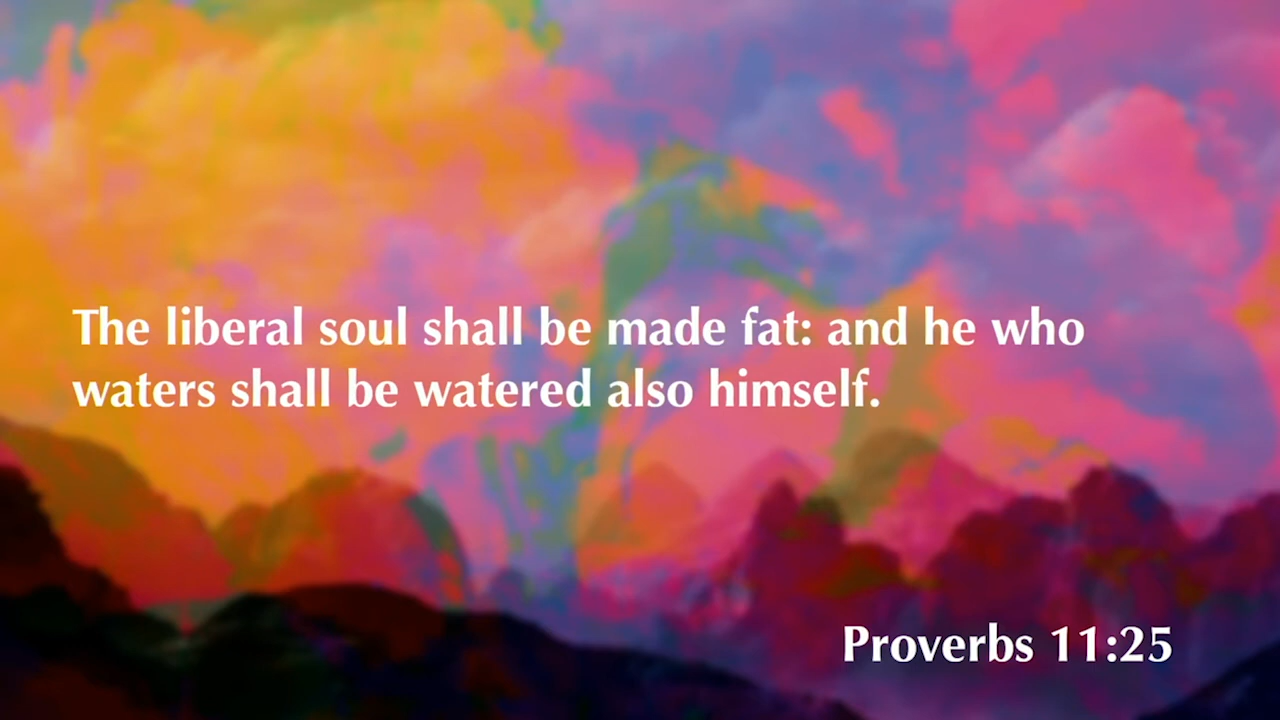 The liberal soul shall be made fat: and he who
waters shall be watered also himself.
Proverbs 11:25